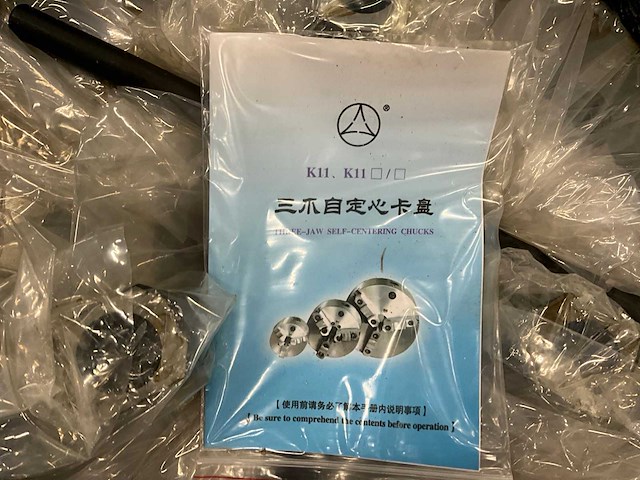 ®
K11、K11 □/□
三爪自定心卡盘
THREE-JAW SELF-CENTERING CHUCKS
【使用前请务必了解本手册内说明事项】
【Be sure to comprehend the contents before operation】